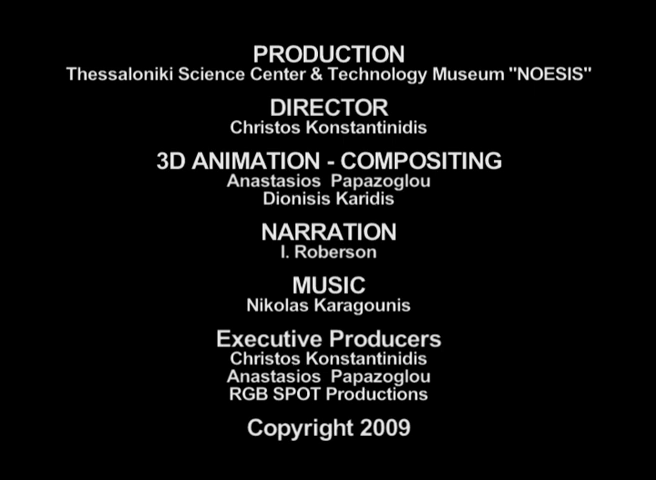 PRODUCTION
Thessaloniki Science Center & Technology Museum "NOESIS"
DIRECTOR
Christos Konstantinidis
3D ANIMATION - COMPOSITING
Anastasios Papazoglou
Dionisis Karidis
NARRATION
I. Roberson
MUSIC
Nikolas Karagounis
Executive Producers
Christos Konstantinidis
Anastasios Papazoglou
RGB SPOT Productions
Copyright 2009